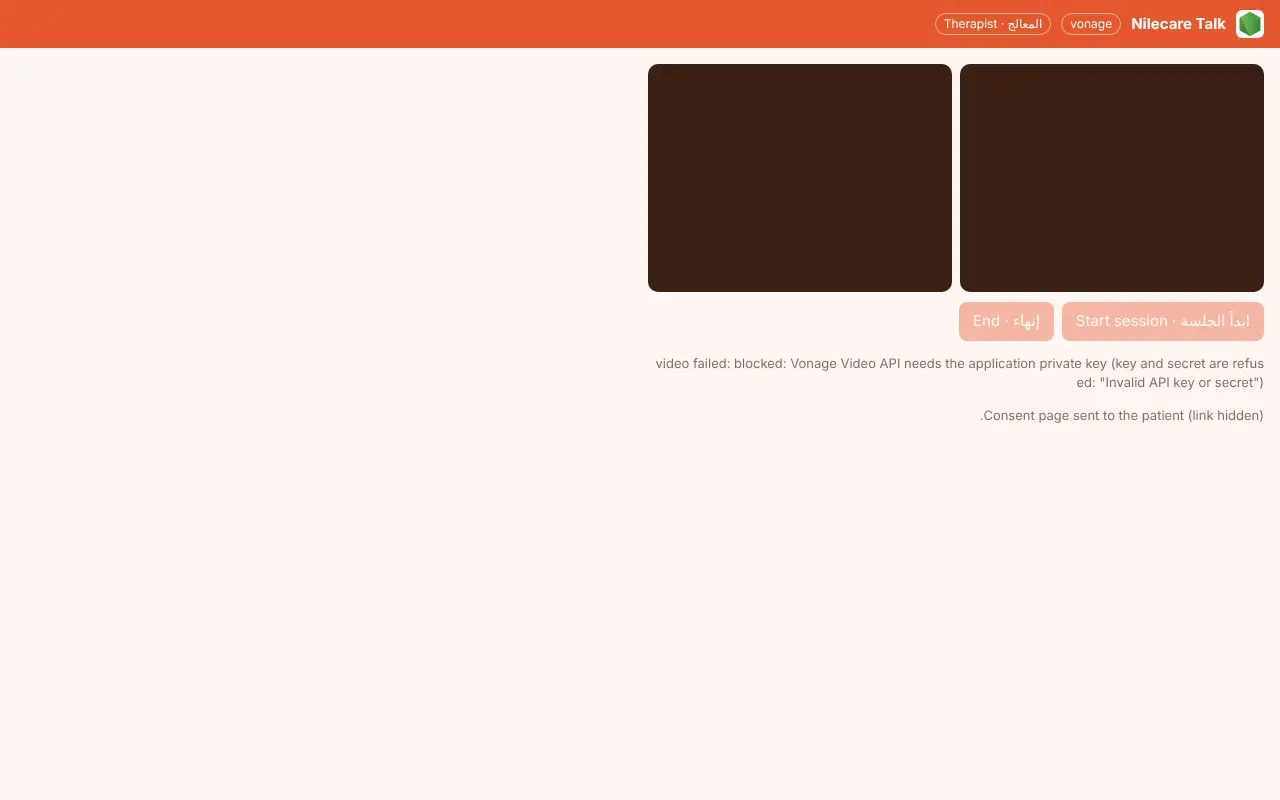 Nilecare Talk
vonage
Therapist · المعالج
ابدأ الجلسة · Start session
إنهاء · End
video failed: blocked: Vonage Video API needs the application private key (key and secret are refus
ed: "Invalid API key or secret")
.Consent page sent to the patient (link hidden)